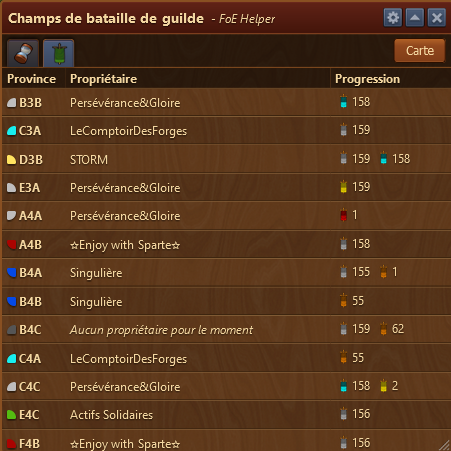 Champs de bataille de guilde - FoE Helper
Carte
Province Propriétaire Progression
B3B Persévérance&Gloire 158
C3A LeComptoirDesForges 159
D3B STORM 159 158
E3A Persévérance&Gloire 159
A4A Persévérance&Gloire 1
A4B ☆Enjoy with Sparte☆ 158
B4A Singulière 155 1
B4B Singulière 55
B4C Aucun propriétaire pour le moment 159 62
C4A LeComptoirDesForges 55
C4C Persévérance&Gloire 158 2
E4C Actifs Solidaires 156
F4B ☆Enjoy with Sparte☆ 156